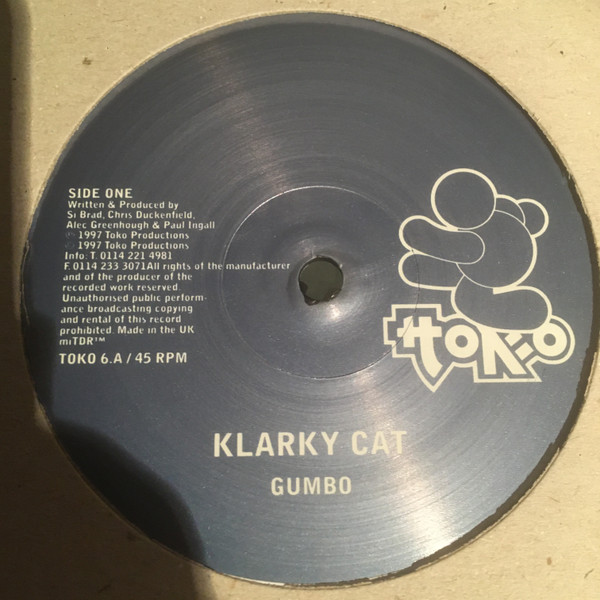 SIDE ONE
Written & Produced by
Si Brad, Chris Duckenfield,
Alec Greenhough & Paul Ingall
℗ 1997 Toko Productions
© 1997 Toko Productions
Info: T. 0114 221 4981
F. 0114 233 3071 All rights of the manufacturer
and of the producer of the
recorded work reserved.
Unauthorised public perform-
ance broadcasting copying
and rental of this record
prohibited. Made in the UK
miTDR™
TOKO 6.A / 45 RPM
TOKO
KLARKY CAT
GUMBO